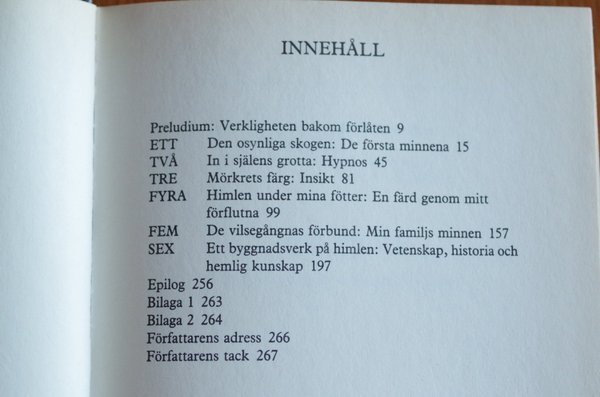 INNEHÅLL
Preludium: Verkligheten bakom förlåten 9
ETT Den osynliga skogen: De första minnena 15
TVÅ In i själens grotta: Hypnos 45
TRE Mörkrets färg: Insikt 81
FYRA Himlen under mina fötter: En färd genom mitt
förflutna 99
FEM De vilsegångnas förbund: Min familjs minnen 157
SEX Ett byggnadsverk på himlen: Vetenskap, historia och
hemlig kunskap 197
Epilog 256
Bilaga 1 263
Bilaga 2 264
Författarens adress 266
Författarens tack 267